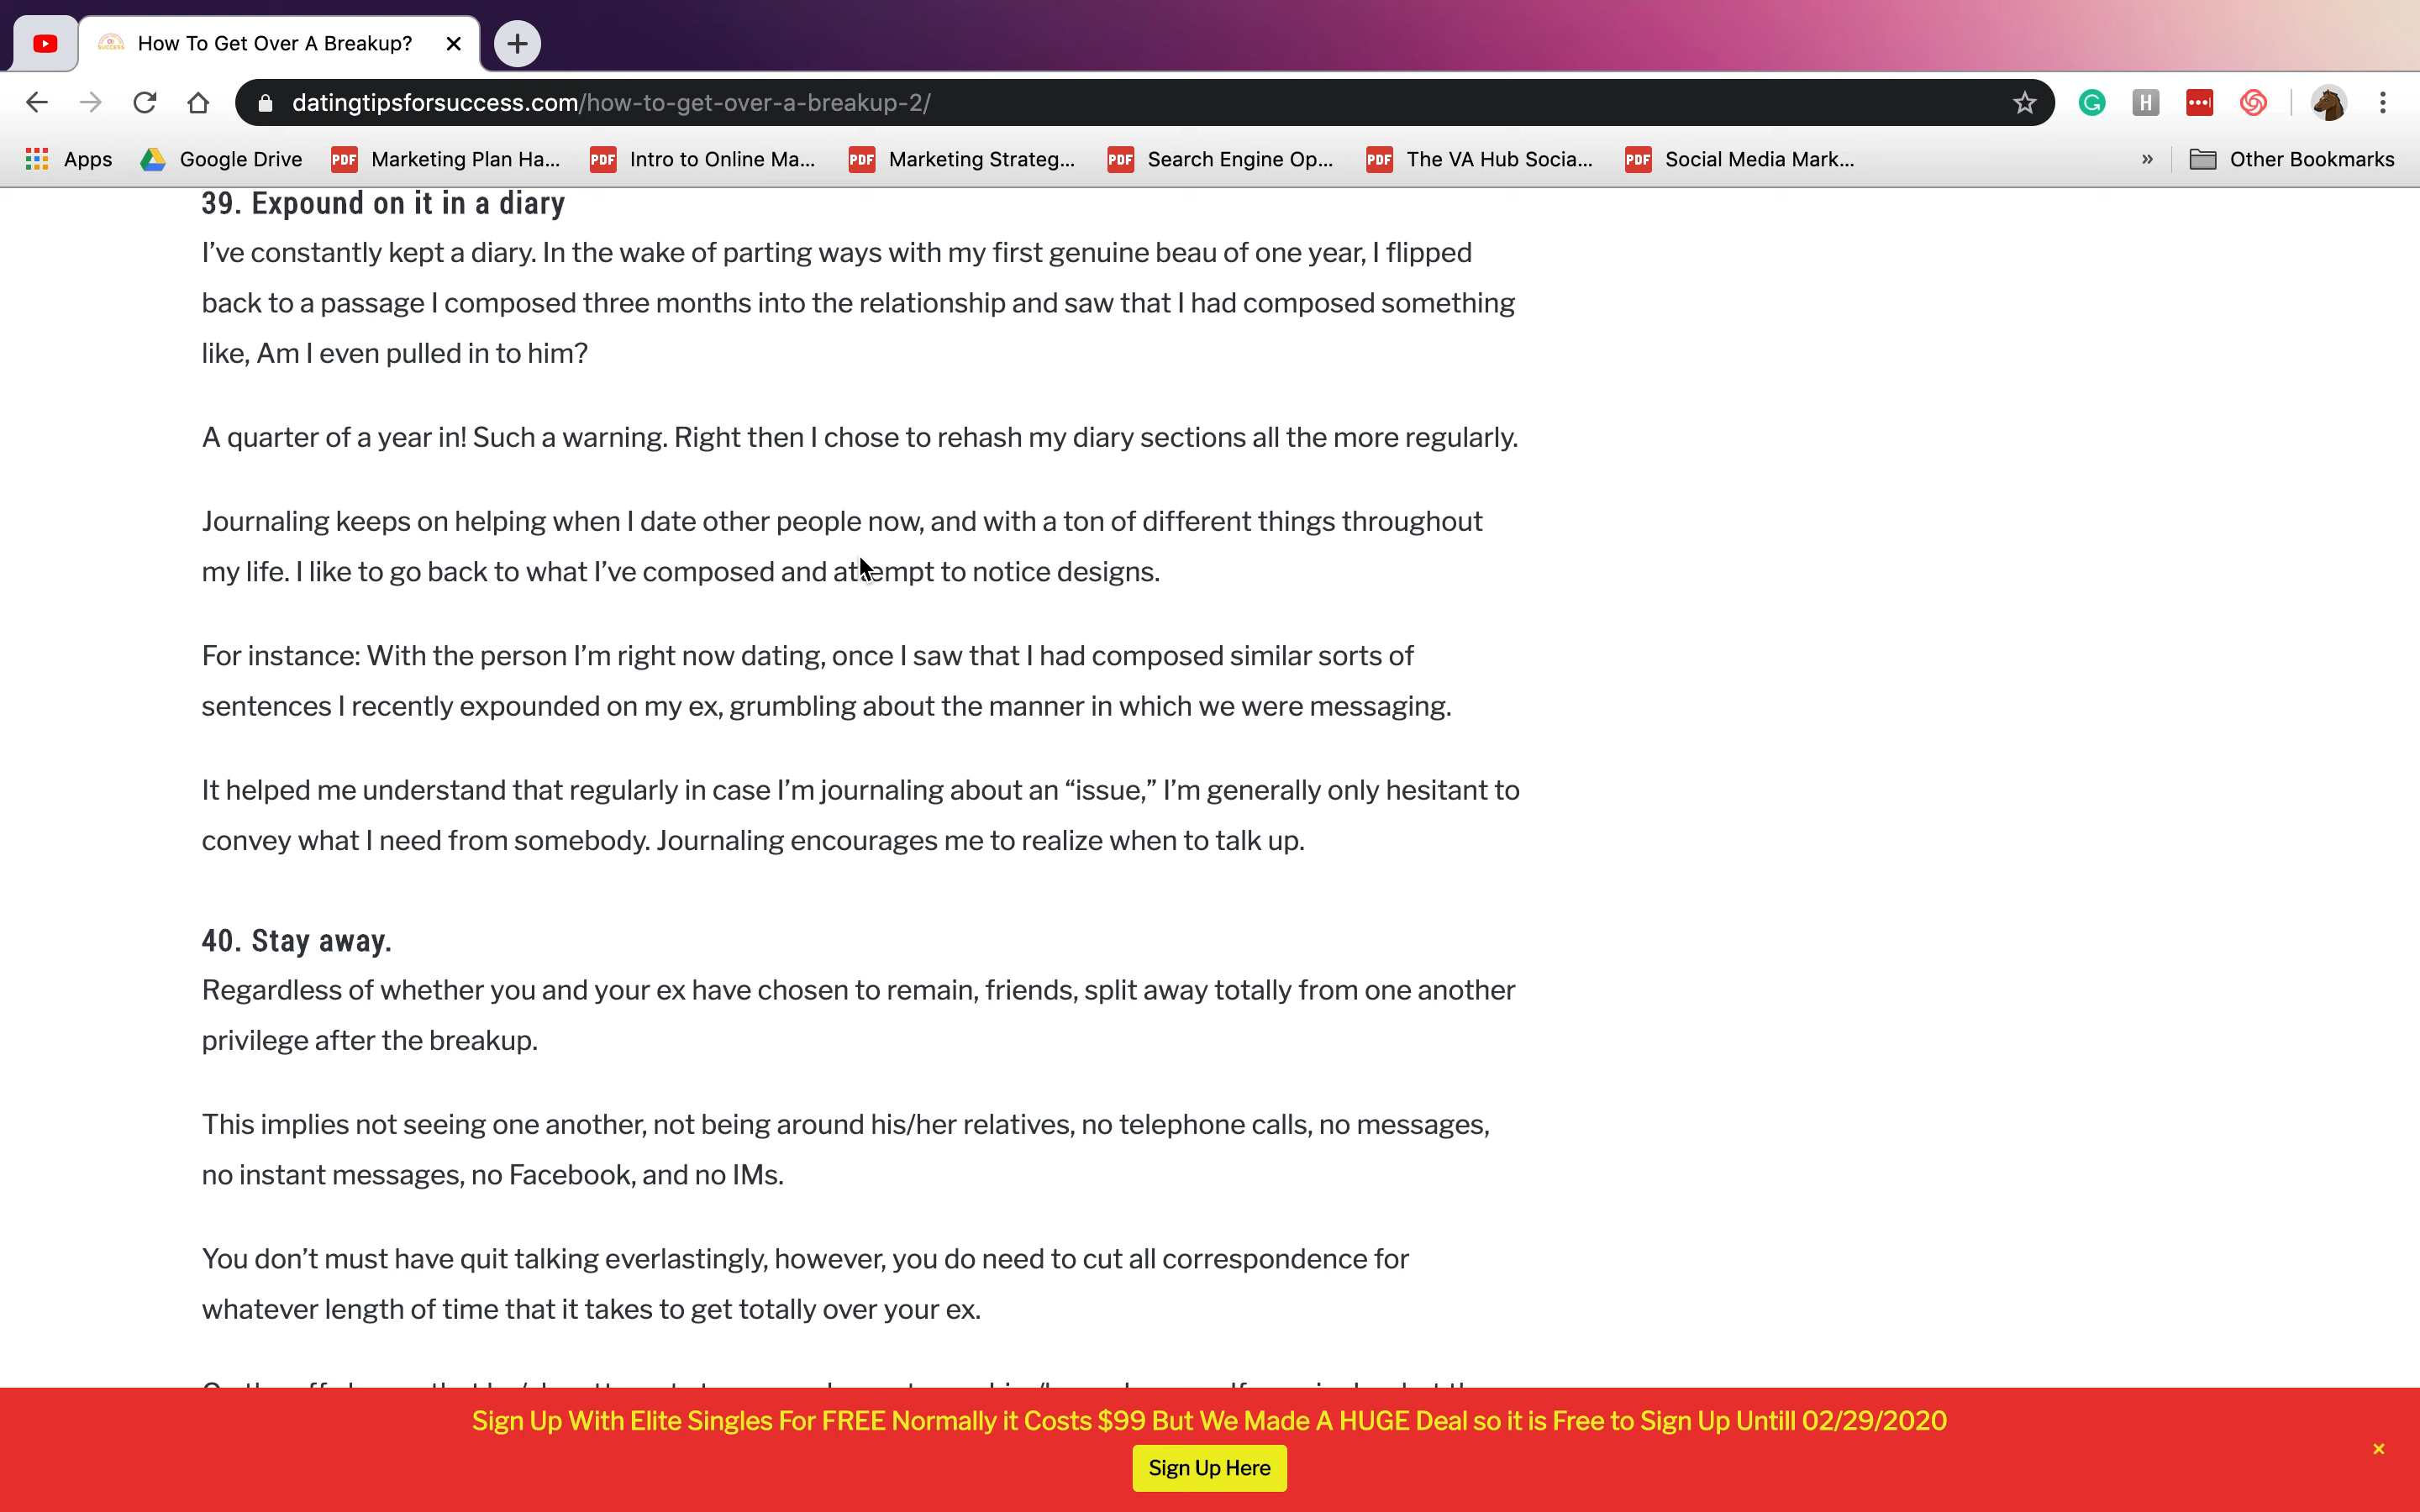 How To Get Over A Breakup?
datingtipsforsuccess.com/how-to-get-over-a-breakup-2/
Apps Google Drive PDF Marketing Plan Ha... PDF Intro to Online Ma... PDF Marketing Strateg... PDF Search Engine Op... PDF The VA Hub Socia... PDF Social Media Mark... » Other Bookmarks
39. Expound on it in a diary
I’ve constantly kept a diary. In the wake of parting ways with my first genuine beau of one year, I flipped
back to a passage I composed three months into the relationship and saw that I had composed something
like, Am I even pulled in to him?
A quarter of a year in! Such a warning. Right then I chose to rehash my diary sections all the more regularly.
Journaling keeps on helping when I date other people now, and with a ton of different things throughout
my life. I like to go back to what I’ve composed and attempt to notice designs.
For instance: With the person I’m right now dating, once I saw that I had composed similar sorts of
sentences I recently expounded on my ex, grumbling about the manner in which we were messaging.
It helped me understand that regularly in case I’m journaling about an “issue,” I’m generally only hesitant to
convey what I need from somebody. Journaling encourages me to realize when to talk up.
40. Stay away.
Regardless of whether you and your ex have chosen to remain, friends, split away totally from one another
privilege after the breakup.
This implies not seeing one another, not being around his/her relatives, no telephone calls, no messages,
no instant messages, no Facebook, and no IMs.
You don’t must have quit talking everlastingly, however, you do need to cut all correspondence for
whatever length of time that it takes to get totally over your ex.
Sign Up With Elite Singles For FREE Normally it Costs $99 But We Made A HUGE Deal so it is Free to Sign Up Untill 02/29/2020
Sign Up Here